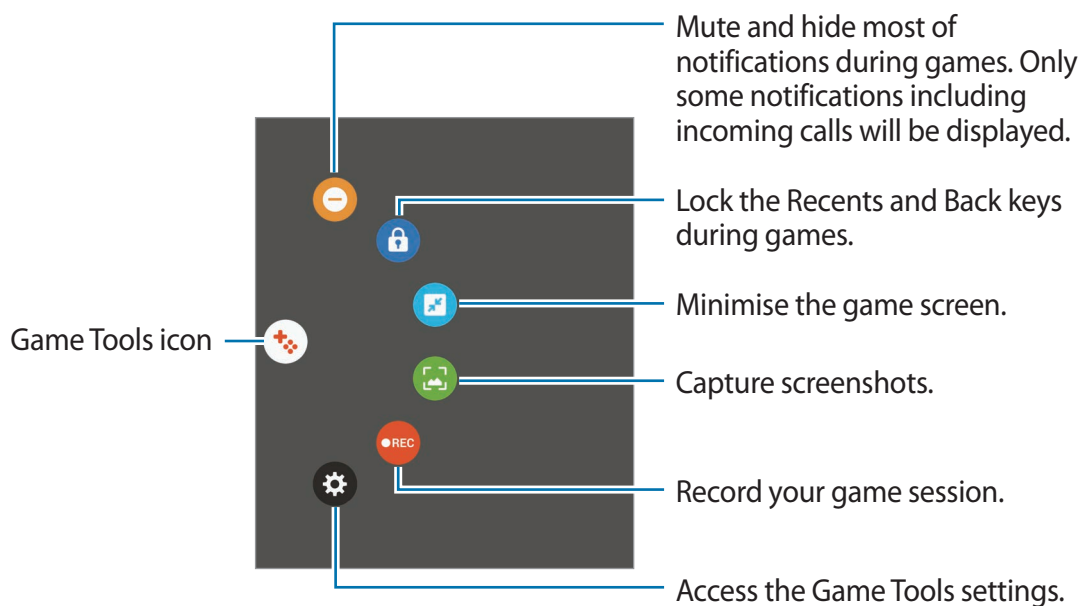 Mute and hide most of
notifications during games. Only
some notifications including
incoming calls will be displayed.
Lock the Recents and Back keys
during games.
Minimise the game screen.
Game Tools icon
Capture screenshots.
REC
Record your game session.
Access the Game Tools settings.